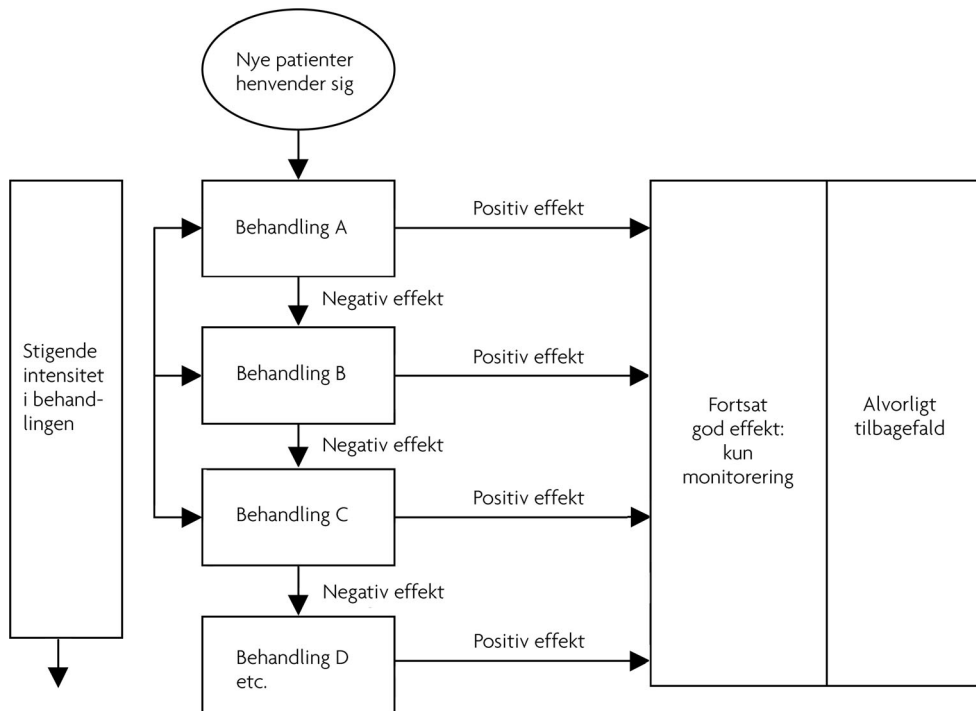 Nye patienter
henvender sig
Behandling A
Positiv effekt
Negativ effekt
Stigende
intensitet
i behand-
lingen
Behandling B
Positiv effekt
Negativ effekt
Fortsat
god effekt:
kun
monitorering
Alvorligt
tilbagefald
Behandling C
Positiv effekt
Negativ effekt
Behandling D
etc.
Positiv effekt